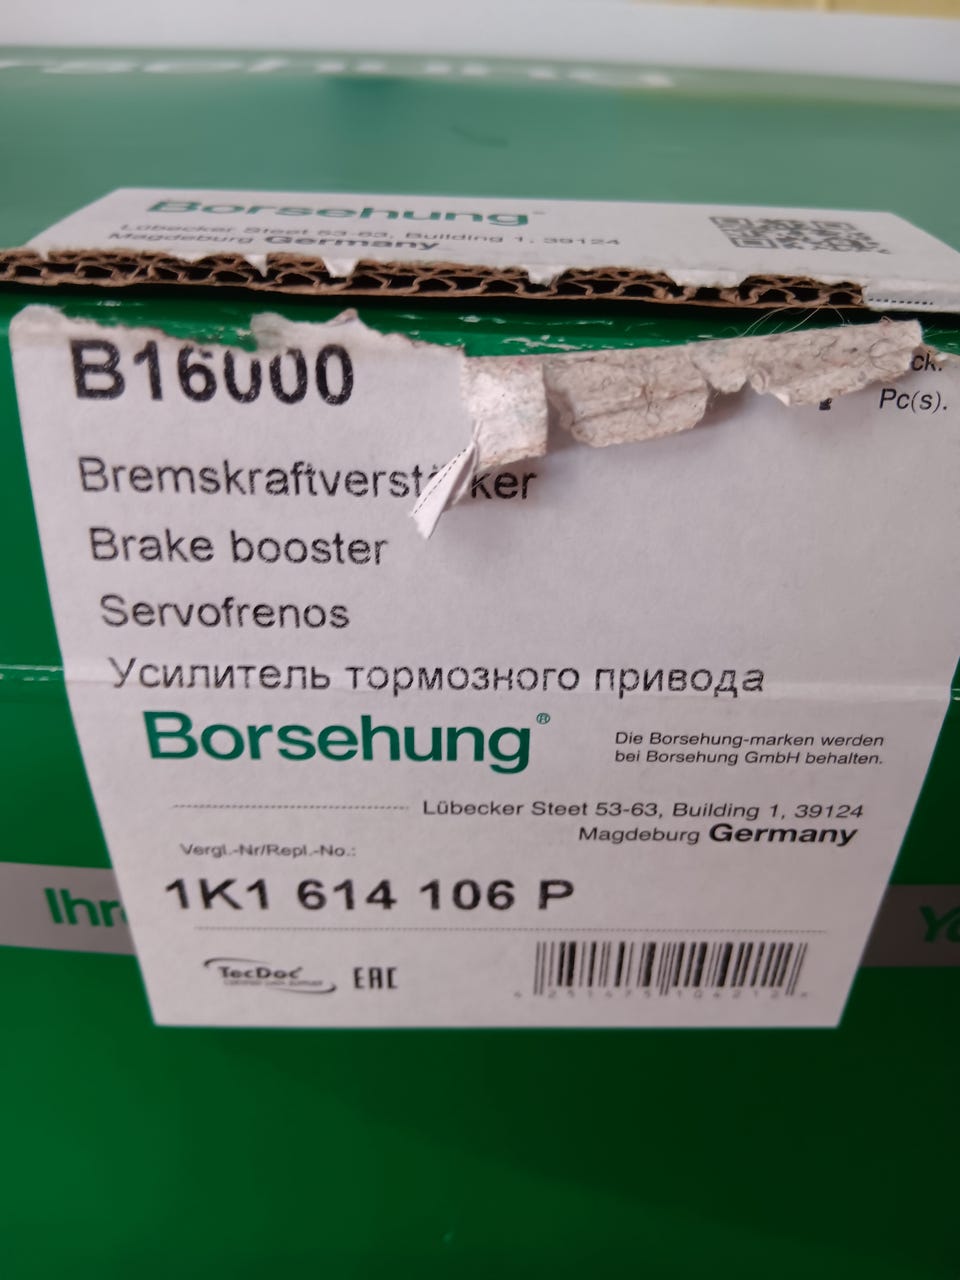 Borsehung
Lübecker Steet 53-63, Building 1, 39124
Magdeburg Germany
B16000
ck.
Pc(s).
Brake booster
Servofrenos
Усилитель тормозного привода
Borsehung®
Die Borsehung-marken werden
bei Borsehung GmbH behalten.
Lübecker Steet 53-63, Building 1, 39124
Magdeburg Germany
Vergl.-Nr/Repl.-No.:
1K1 614 106 P
TecDoc
EAC
Ihr